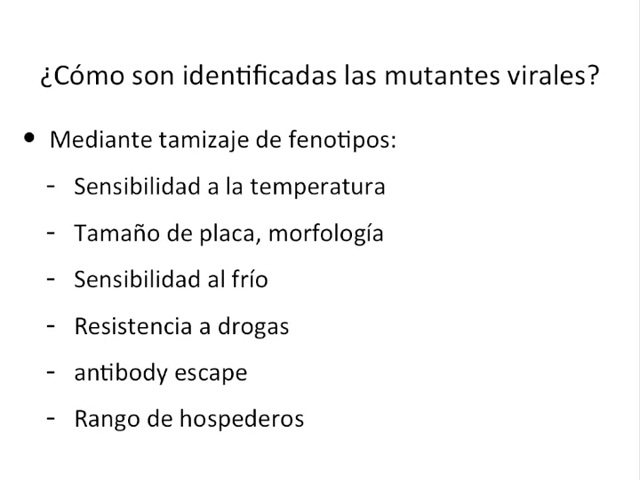 ¿Cómo son identificadas las mutantes virales?
• Mediante tamizaje de fenotipos:
- Sensibilidad a la temperatura
- Tamaño de placa, morfología
- Sensibilidad al frío
- Resistencia a drogas
- antibody escape
- Rango de hospederos